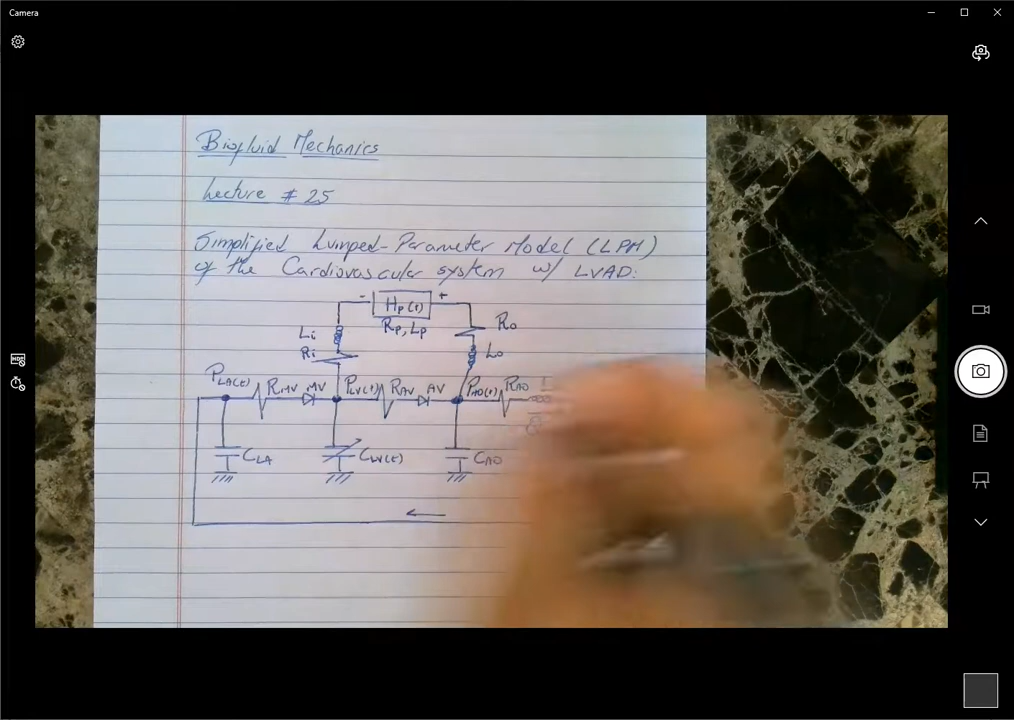 Camera
Biofluid Mechanics
Lecture # 25
Simplified Lumped-Parameter Model (LPM)
of the Cardiovascular system w/ LVAD:
- Hp(t) +
Rp, Lp
Li
Ri
Ro
Lo
PLA(t) RMV MV PLV(t) RAV AV PAO(t) RAO
CLA CLV(t) CAO